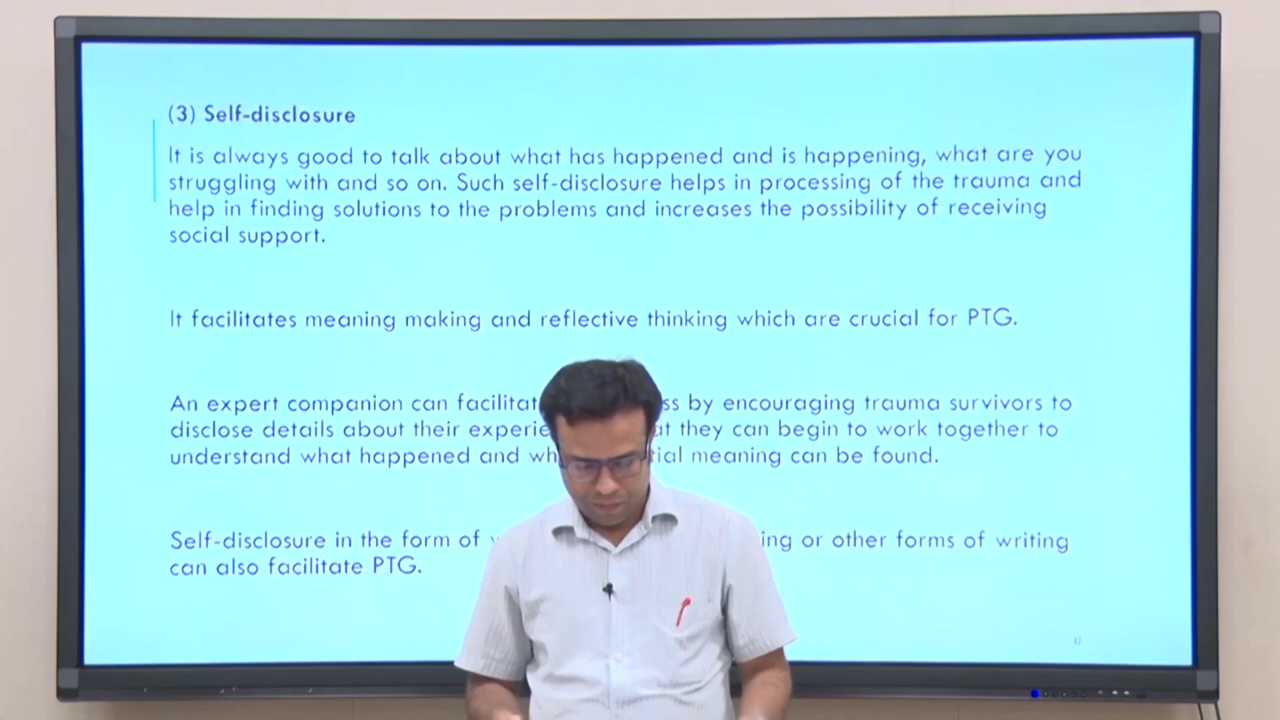 (3) Self-disclosure
It is always good to talk about what has happened and is happening, what are you
struggling with and so on. Such self-disclosure helps in processing of the trauma and
help in finding solutions to the problems and increases the possibility of receiving
social support.
It facilitates meaning making and reflective thinking which are crucial for PTG.
An expert companion can by encouraging trauma survivors to
disclose details about their they can begin to work together to
understand what happened and meaning can be found.
Self-disclosure in the form of or other forms of writing
can also facilitate PTG.